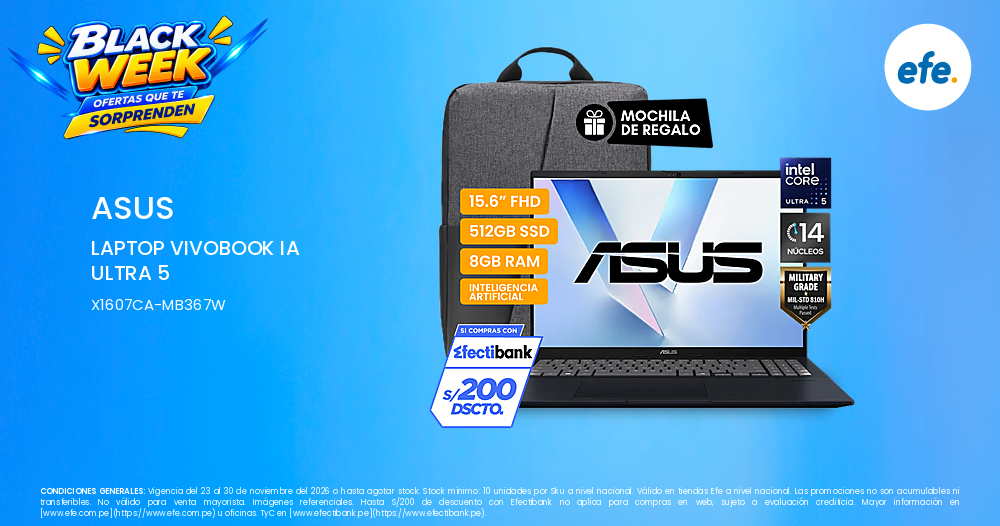 BLACK
WEEK
OFERTAS QUE TE
SORPRENDEN
efe.
MOCHILA
DE REGALO
ASUS
LAPTOP VIVOBOOK IA
ULTRA 5
X1607CA-MB367W
15.6” FHD
512GB SSD
8GB RAM
INTELIGENCIA
ARTIFICIAL
ASUS
ASUS
intel
CORE
ULTRA 5
14
NÚCLEOS
MILITARY
GRADE
MIL-STD 810H
Multiple Tests
Passed
SI COMPRAS CON
Efectibank
S/200
DSCTO.
CONDICIONES GENERALES: Vigencia del 23 al 30 de noviembre del 2026 o hasta agotar stock. Stock mínimo: 10 unidades por Sku a nivel nacional. Válido en tiendas Efe a nivel nacional. Las promociones no son acumulables ni
transferibles. No válido para venta mayorista. Imágenes referenciales. Hasta S/200 de descuento con Efectibank no aplica para compras en web, sujeto a evaluación crediticia. Mayor información en
[www.efe.com.pe](https://www.efe.com.pe) u oficinas. TyC en [www.efectibank.pe](https://www.efectibank.pe).